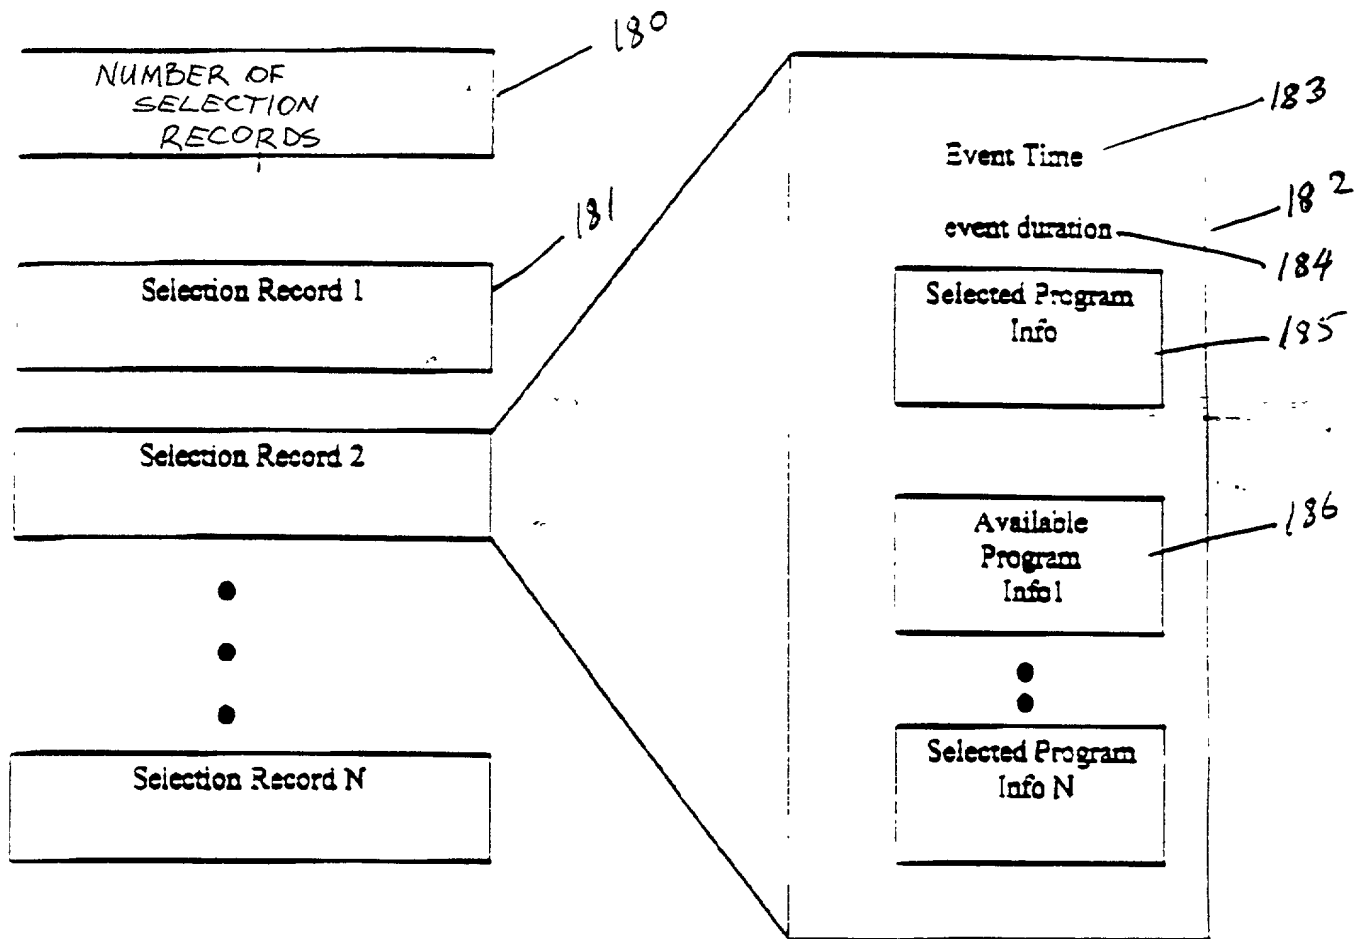 180
NUMBER OF
SELECTION
RECORDS
183
Event Time
182
181
event duration
184
Selection Record 1
Selected Program
Info
185
Selection Record 2
Available
Program
Info1
186
Selected Program
Info N
Selection Record N